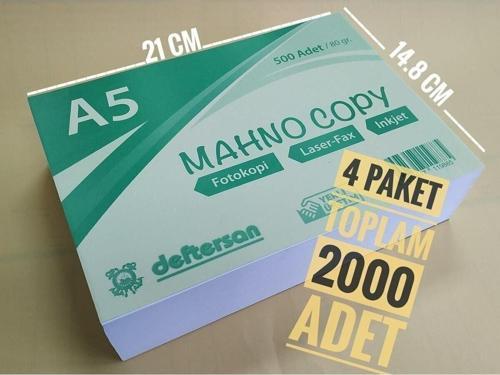 21 CM
14.8 CM
A5
500 Adet / 80 gr.
MAHNO COPY
Fotokopi
Laser-Fax
Inkjet
deftersan
4 PAKET
TOPLAM
2000
ADET